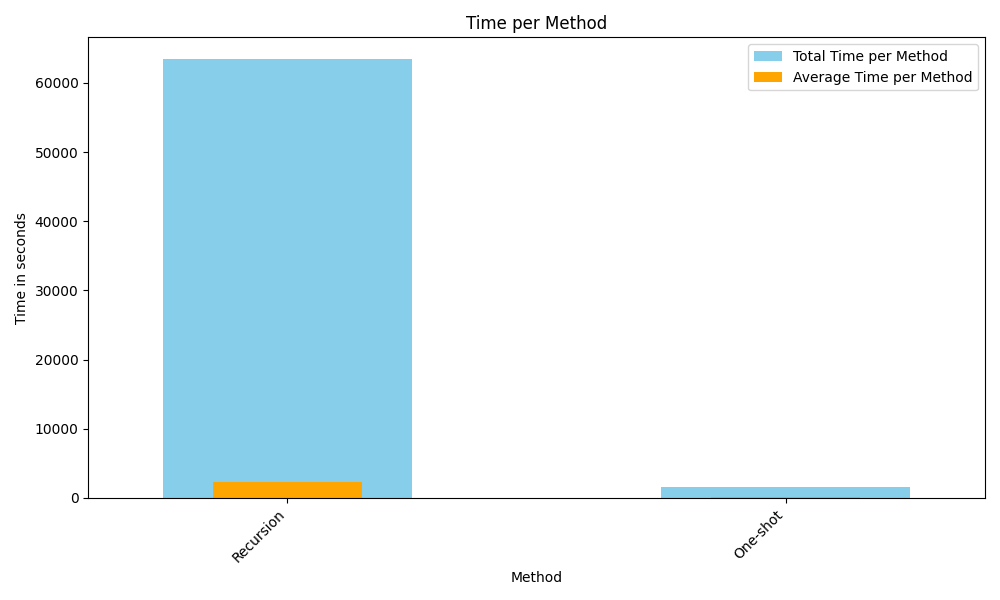 Time per Method
Total Time per Method
Average Time per Method
Time in seconds
60000
50000
40000
30000
20000
10000
0
Recursion
One-shot
Method